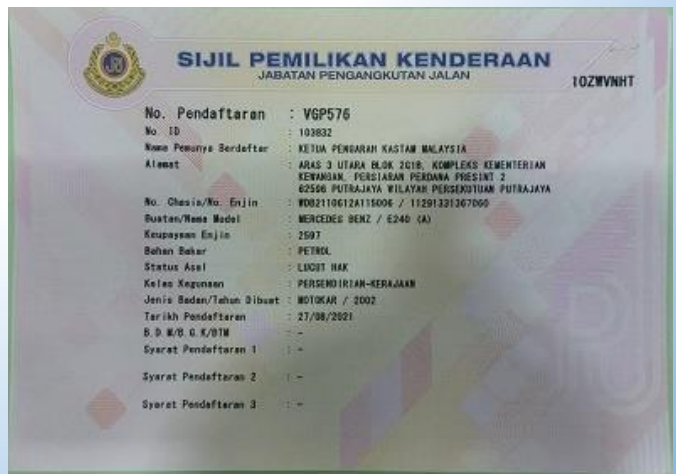 SIJIL PEMILIKAN KENDERAAN
JABATAN PENGANGKUTAN JALAN
10ZWVNHT
No. Pendaftaran : VGP576
No. ID : 103832
Nama Pemunya Berdaftar : KETUA PENGARAH KASTAM MALAYSIA
Alamat : ARAS 3 UTARA BLOK 2G1B, KOMPLEKS KEMENTERIAN
KEWANGAN, PERSIARAN PERDANA PRESINT 2
62596 PUTRAJAYA WILAYAH PERSEKUTUAN PUTRAJAYA
No. Chasis/No. Enjin : WDB2110612A115006 / 11291331367060
Buatan/Nama Model : MERCEDES BENZ / E240 (A)
Keupayaan Enjin : 2597
Bahan Bakar : PETROL
Status Asal : LUCUT HAK
Kelas Kegunaan : PERSENDIRIAN-KERAJAAN
Jenis Badan/Tahun Dibuat : MOTOKAR / 2002
Tarikh Pendaftaran : 27/08/2021
B.D.M/B.G.K/BTM : -
Syarat Pendaftaran 1 : -
Syarat Pendaftaran 2 : -
Syarat Pendaftaran 3 : -